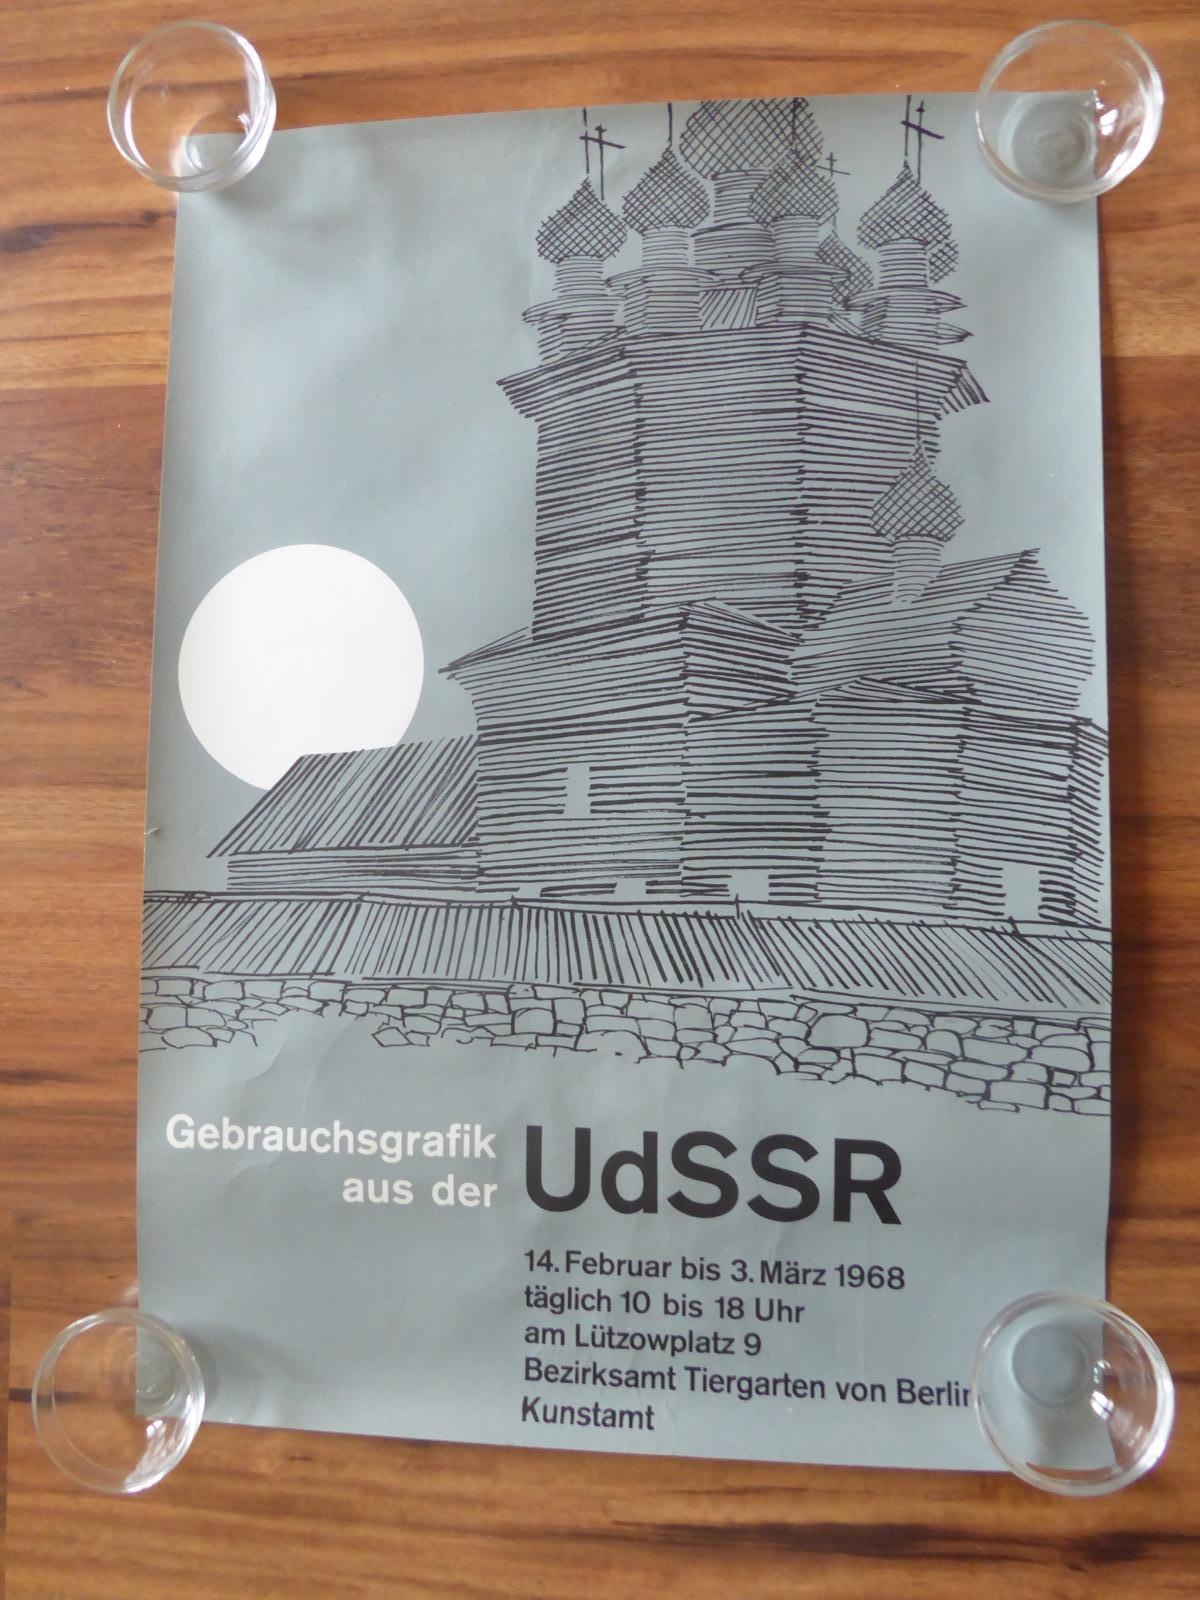 Gebrauchsgrafik
aus der UdSSR
14. Februar bis 3. März 1968
täglich 10 bis 18 Uhr
am Lützowplatz 9
Bezirksamt Tiergarten von Berlin
Kunstamt